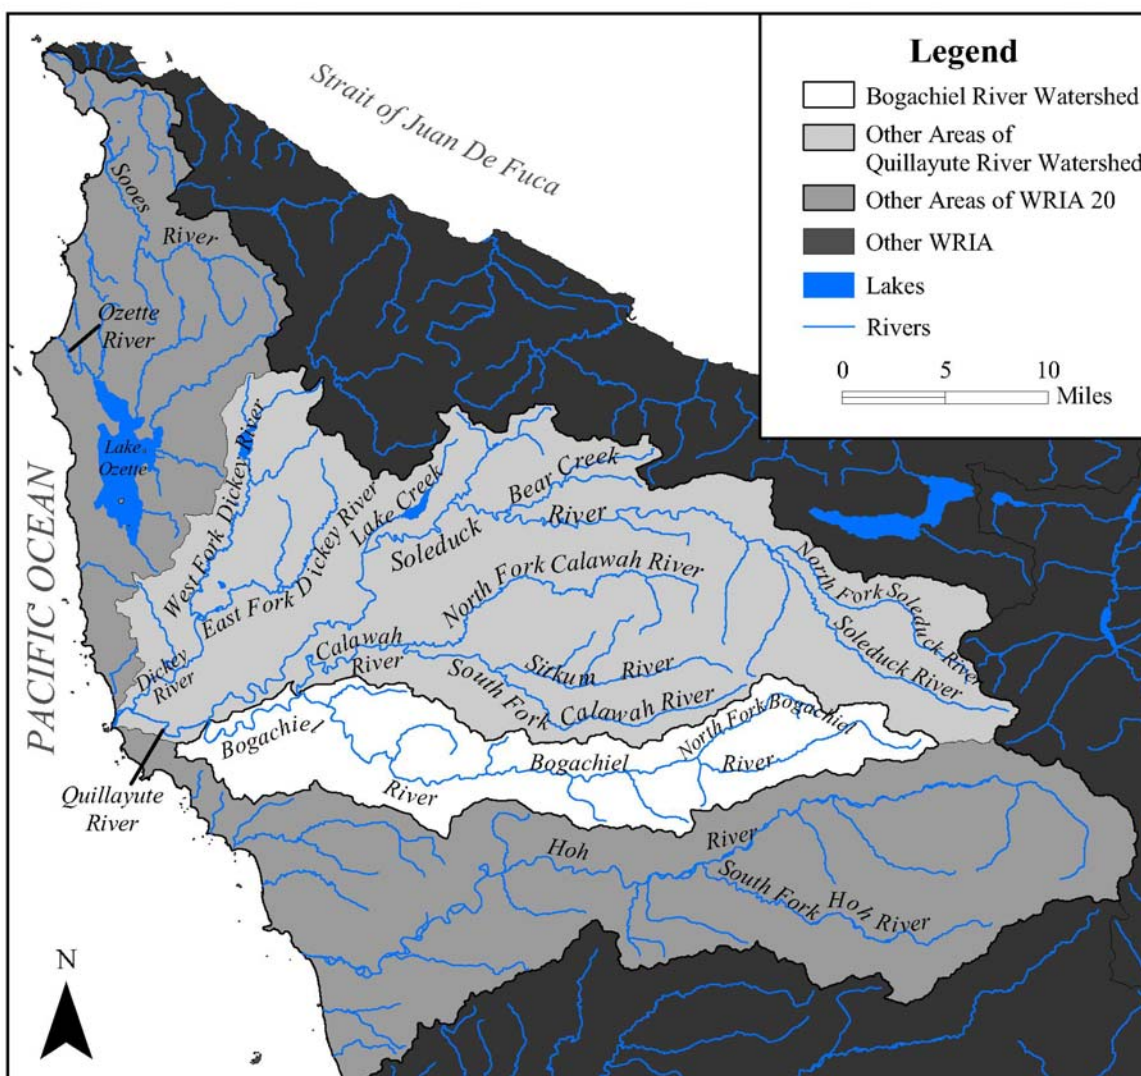 Legend
Bogachiel River Watershed
Other Areas of
Quillayute River Watershed
Other Areas of WRIA 20
Other WRIA
Lakes
Rivers
0 5 10
Miles
Strait of Juan De Fuca
Sooes
River
Ozette
River
Lake
Ozette
PACIFIC OCEAN
West Fork Dickey River
East Fork Dickey River
Lake Creek
Bear Creek
Soleduck
River
North Fork Calawah River
North Fork
Soleduck River
Soleduck River
Calawah
River
Sitkum River
South Fork
Calawah River
Dickey
River
Bogachiel
River
Bogachiel
River
North Fork Bogachiel
Quillayute
River
Hoh
River
South Fork
Hoh River
N